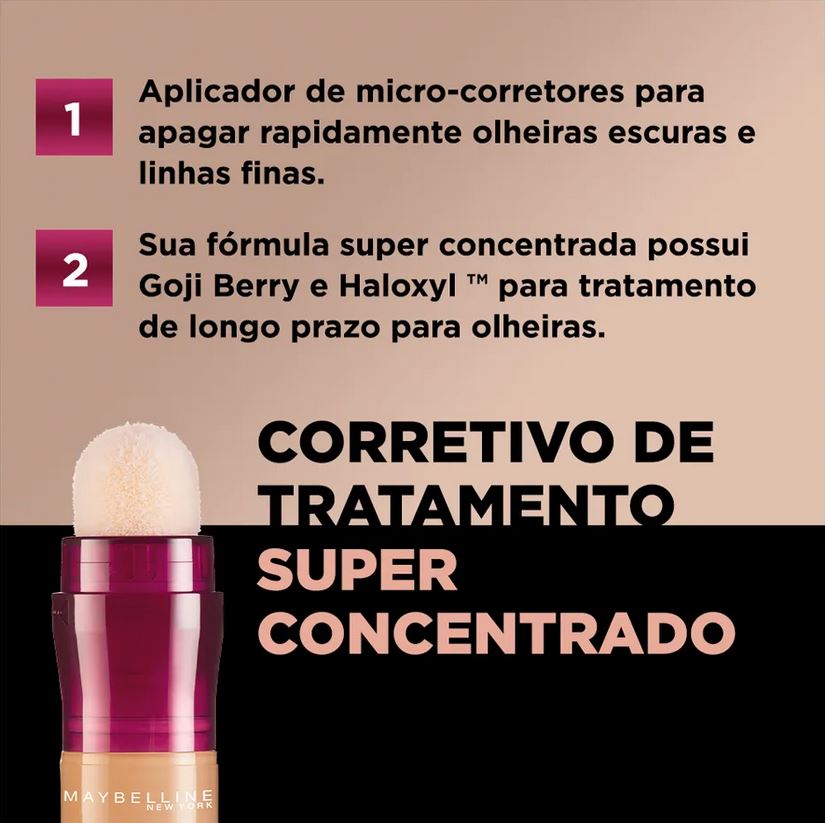 1
Aplicador de micro-corretores para
apagar rapidamente olheiras escuras e
linhas finas.
2
Sua fórmula super concentrada possui
Goji Berry e Haloxyl ™ para tratamento
de longo prazo para olheiras.
CORRETIVO DE
TRATAMENTO
SUPER
CONCENTRADO
MAYBELLINE
NEW YORK